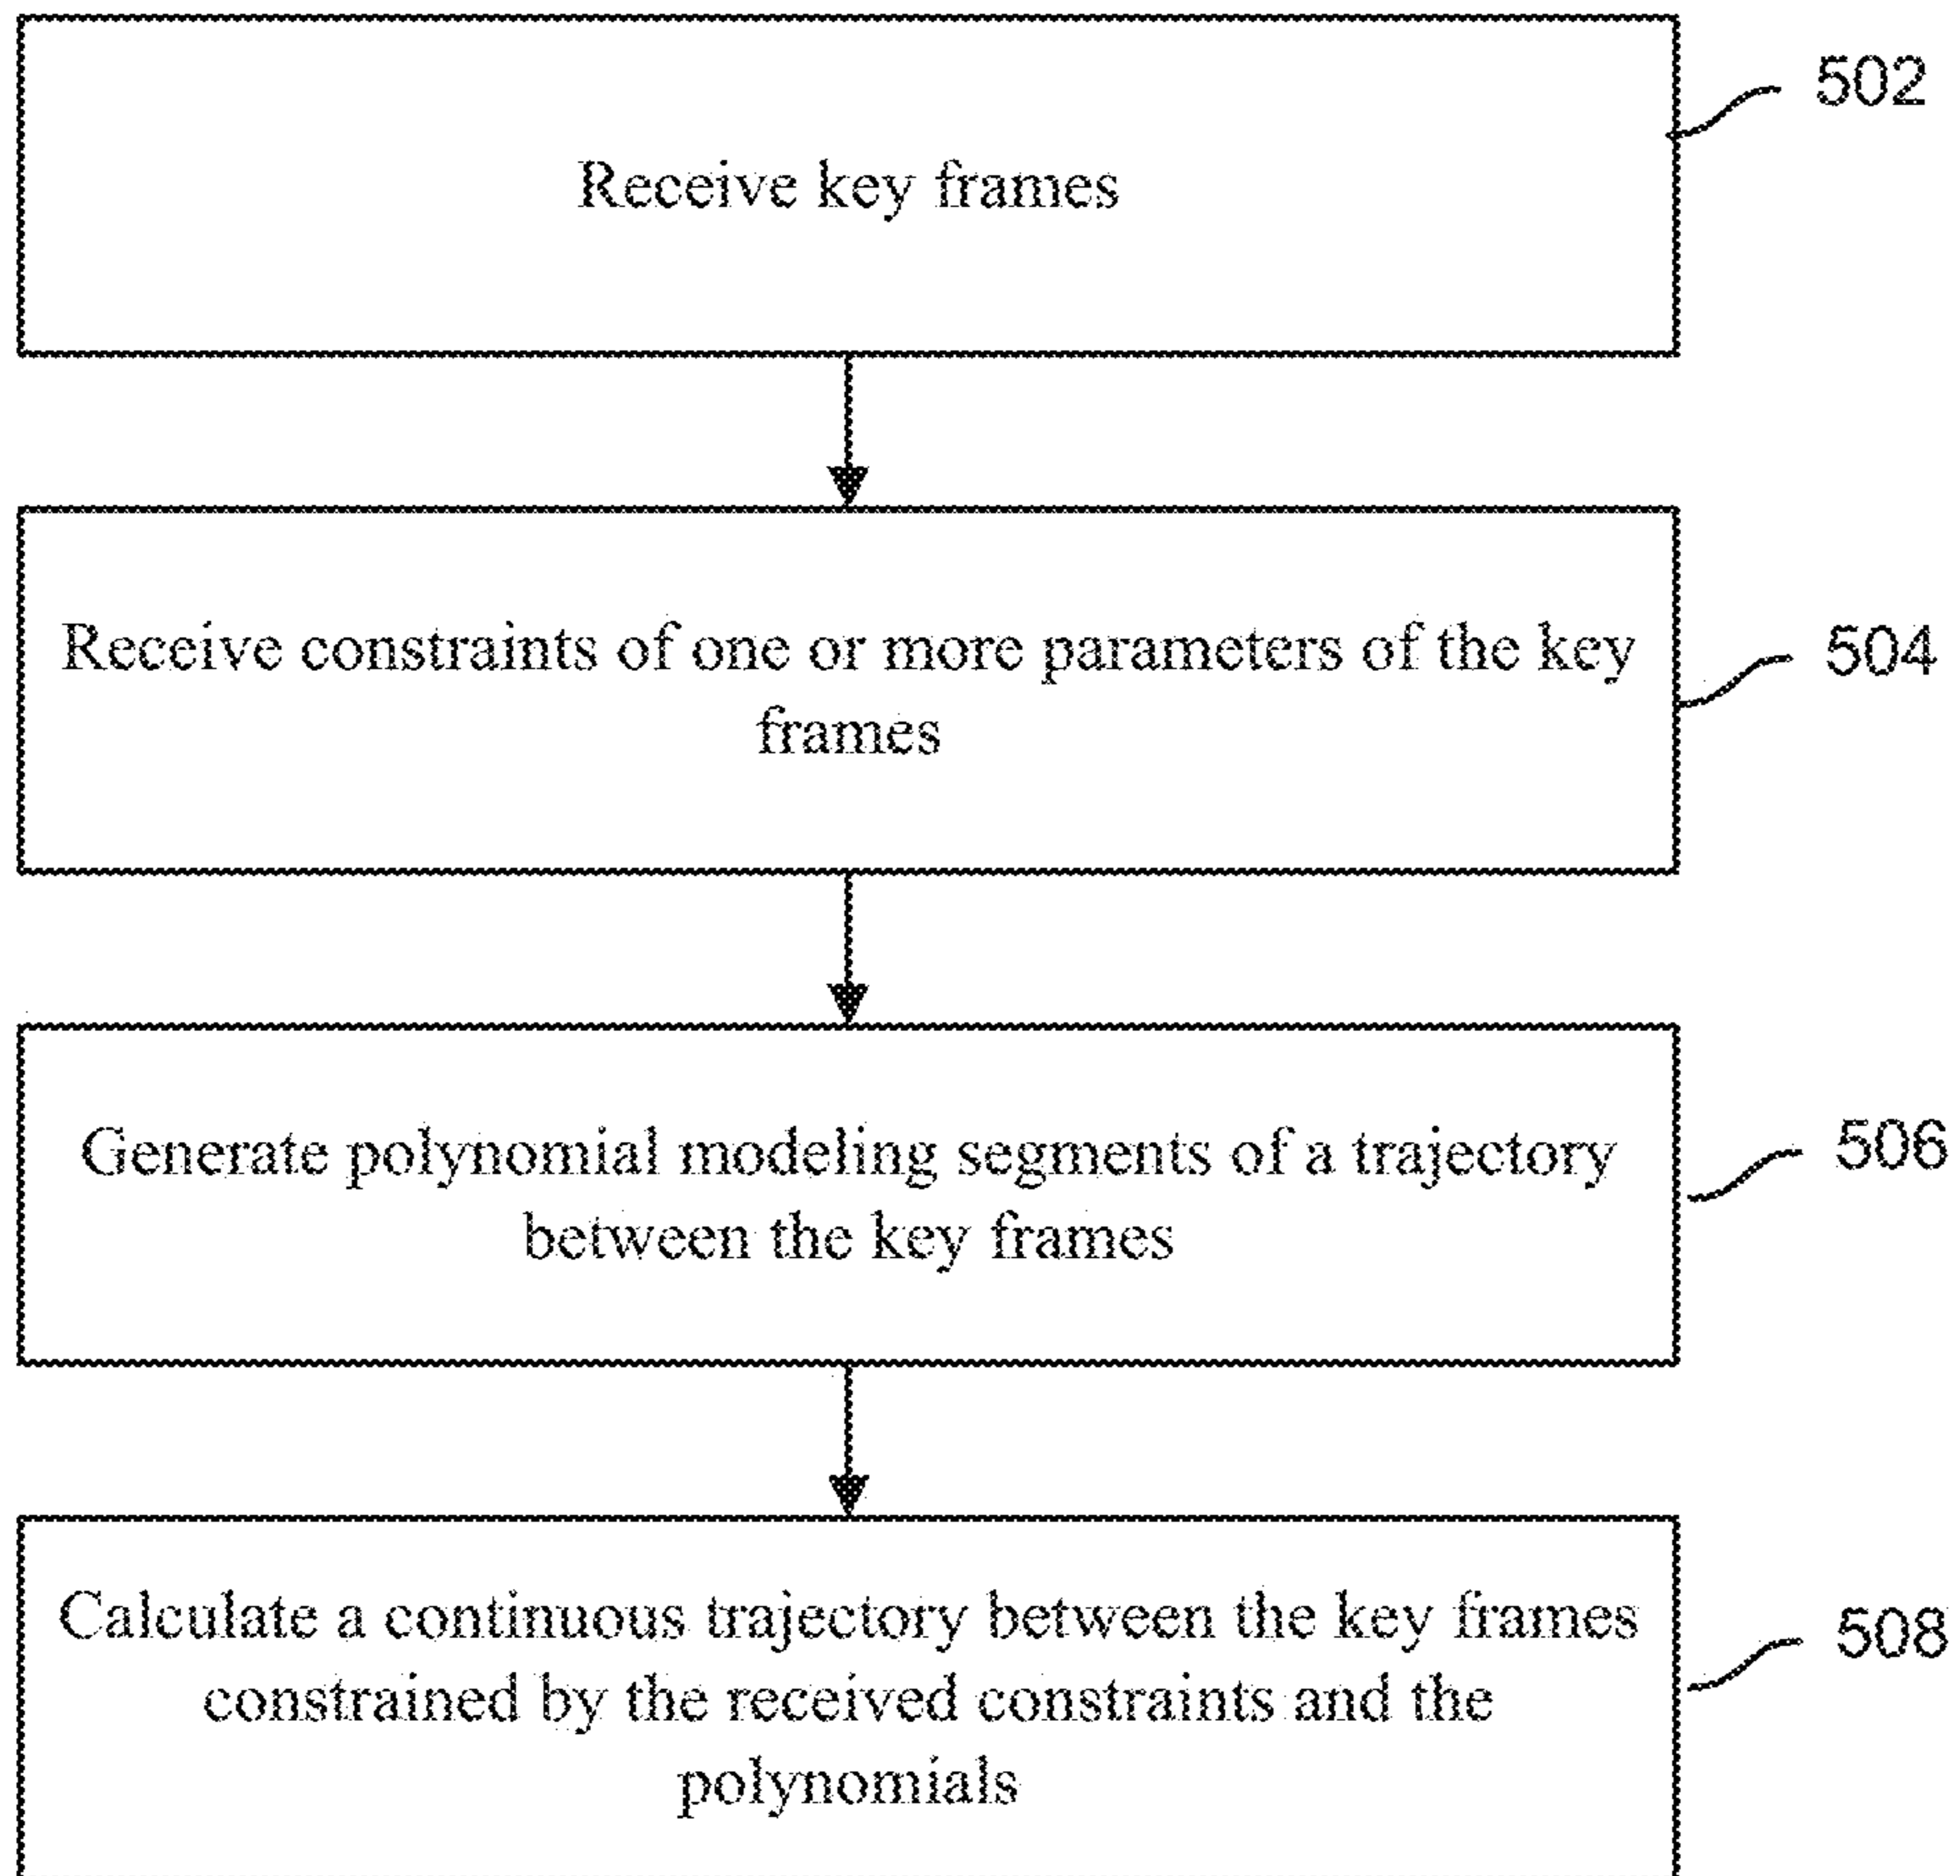 502
Receive key frames
Receive constraints of one or more parameters of the key
frames
504
Generate polynomial modeling segments of a trajectory
between the key frames
506
Calculate a continuous trajectory between the key frames
constrained by the received constraints and the
polynomials
508